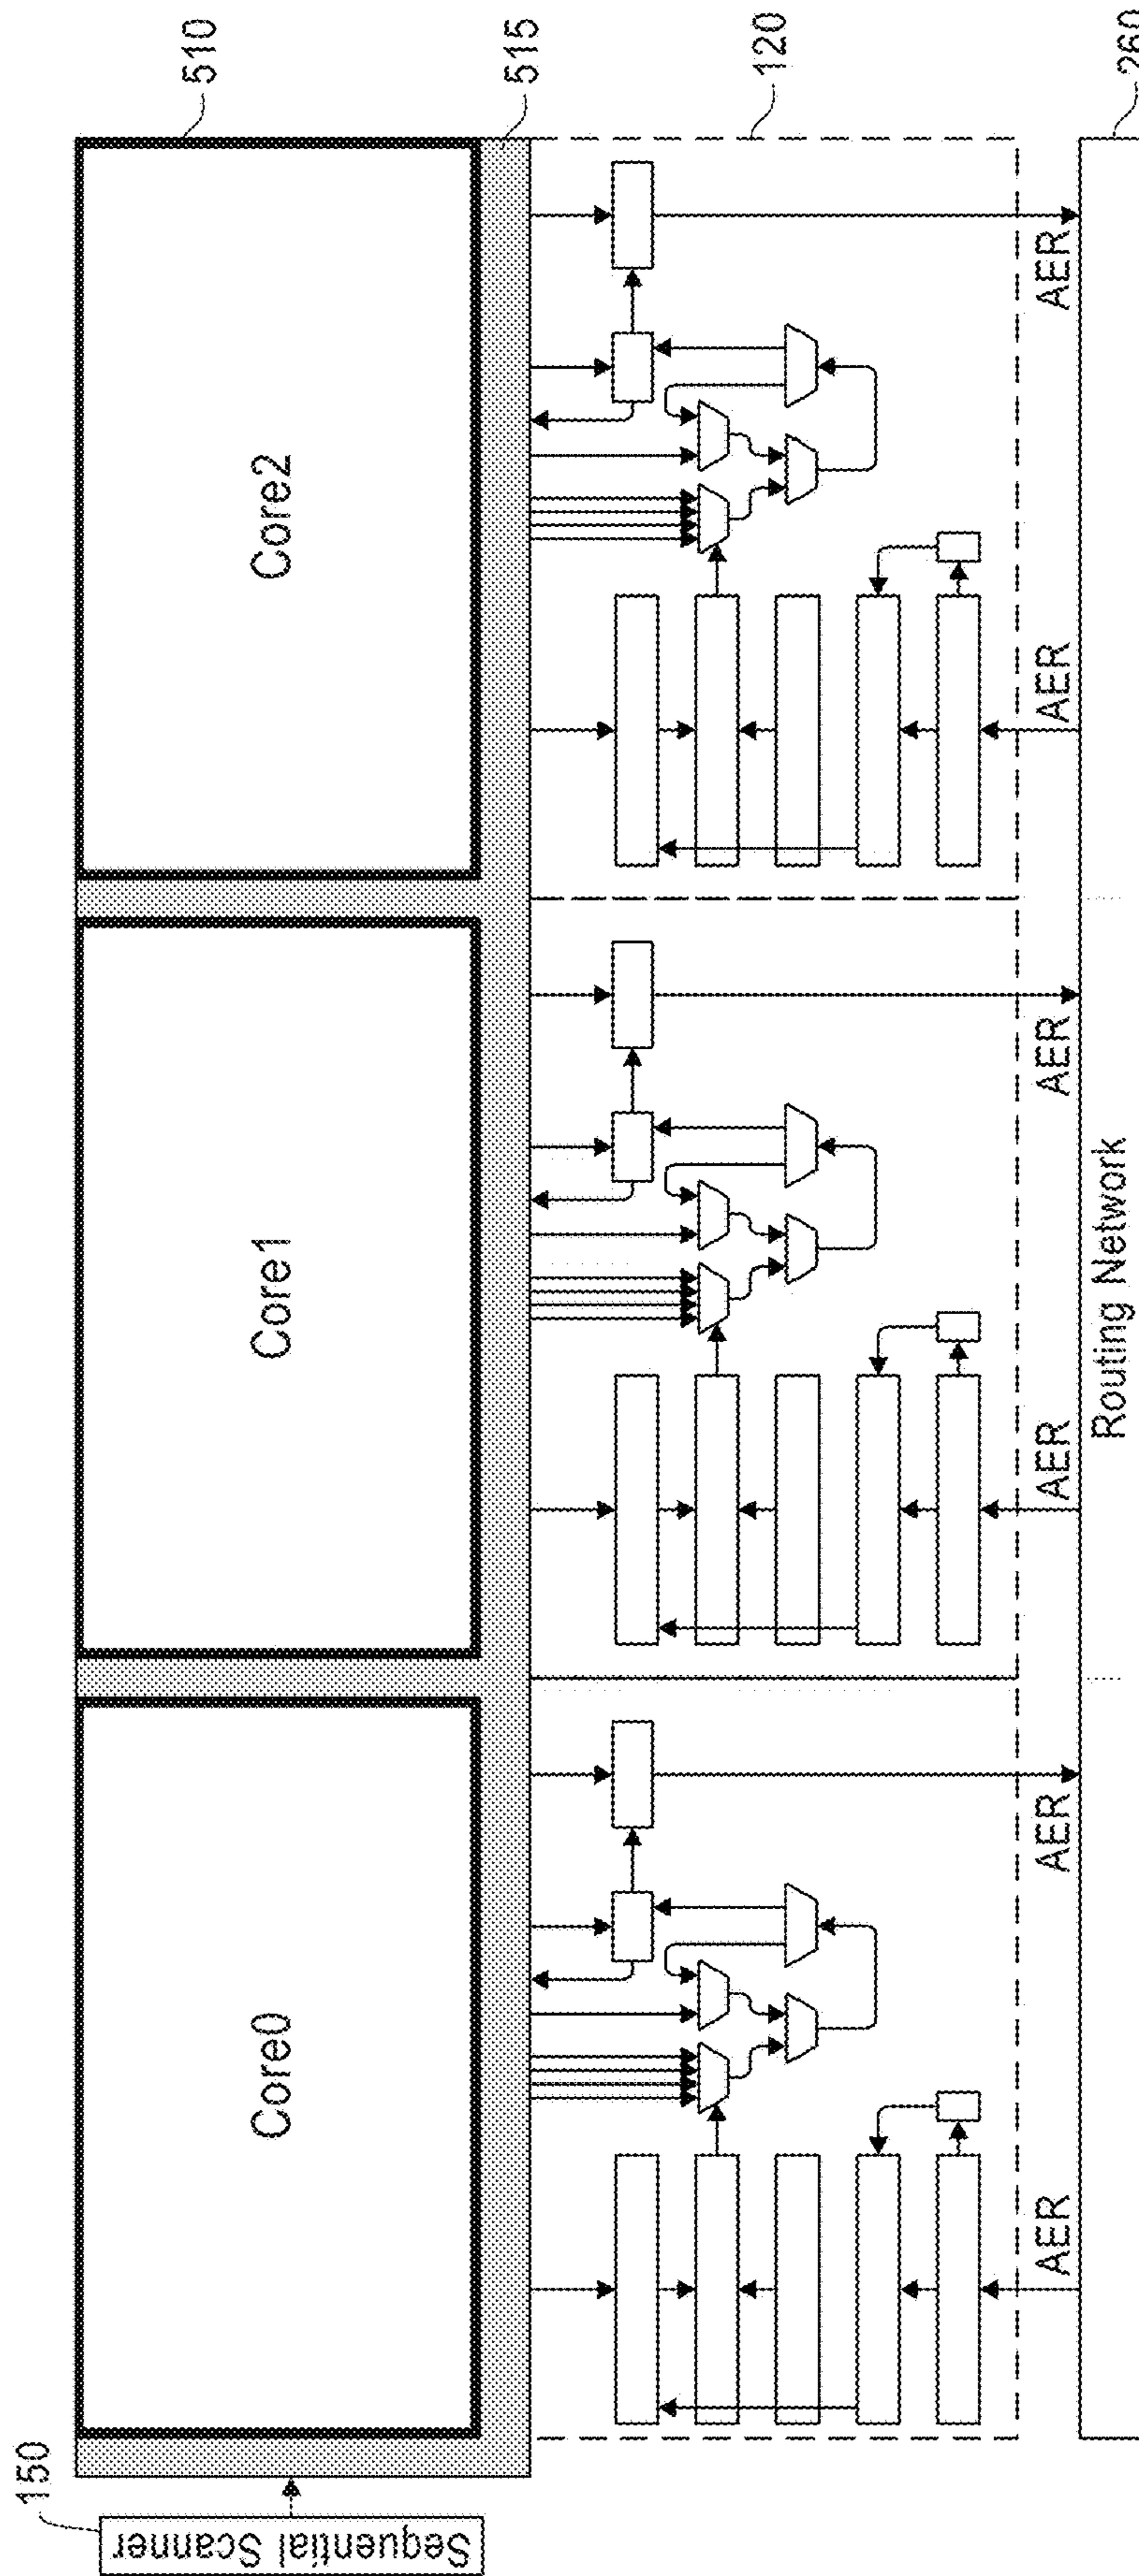 150
Sequential Scanner
Core0
Core1
Core2
510
515
120
AER
AER
AER
AER
AER
AER
Routing Network
260